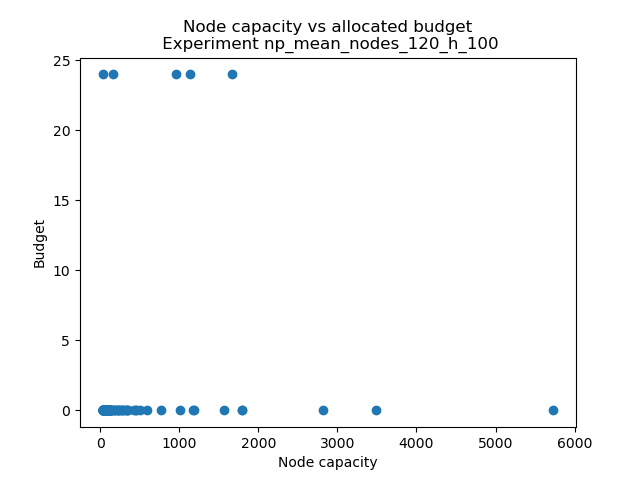 Node capacity vs allocated budget
Experiment np_mean_nodes_120_h_100
25
20
15
10
5
0
Budget
0 1000 2000 3000 4000 5000 6000
Node capacity